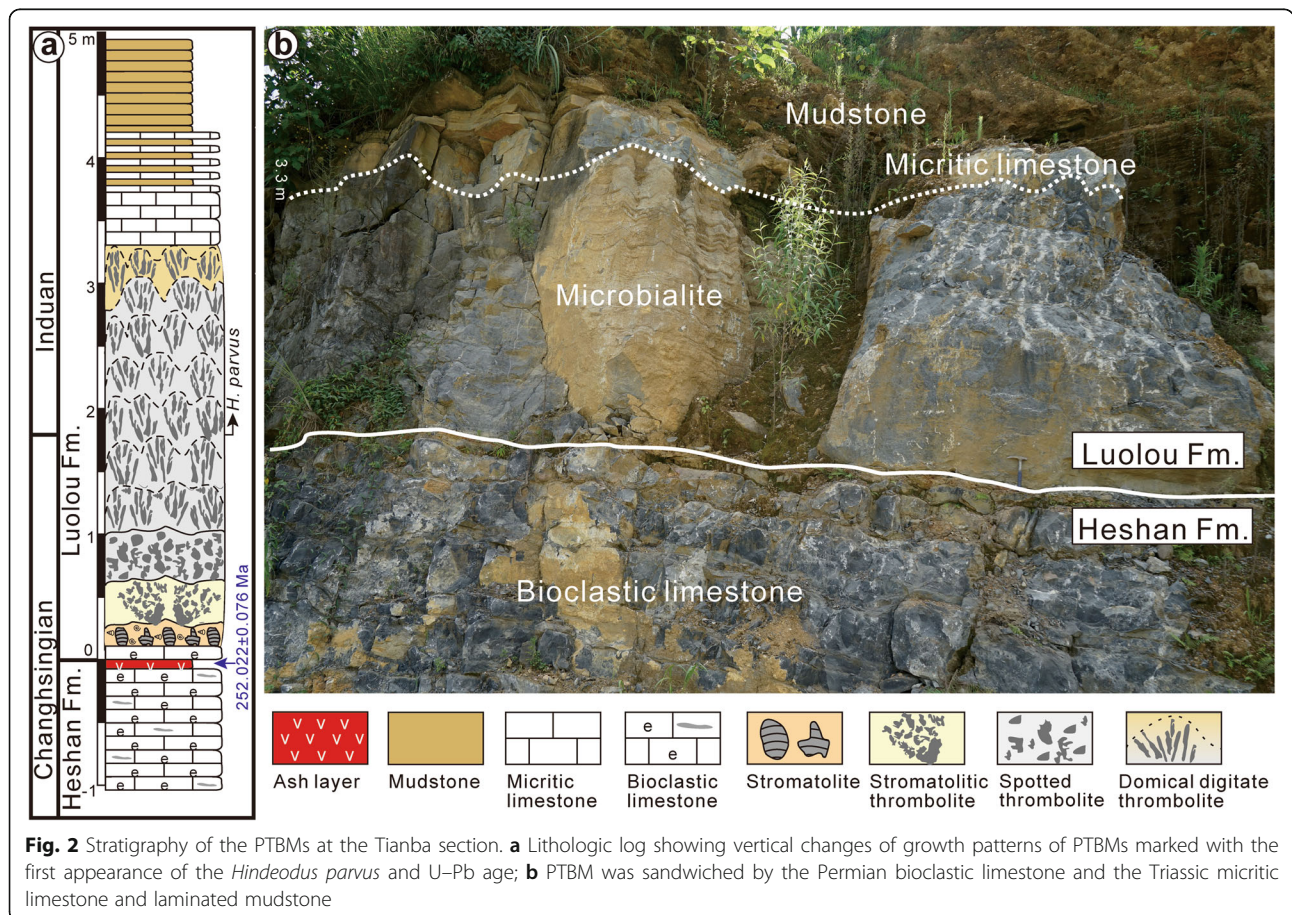 a
5 m
4
3
2
1
0
-1
Induan
Changhsingian
Luolou Fm.
Heshan Fm.
H. parvus
252.022±0.076 Ma
v v v
e
e e
e
e e
e
e e
e
e e
e
e e
b
3.3 m
Mudstone
Micritic limestone
Microbialite
Luolou Fm.
Heshan Fm.
Bioclastic limestone
v v v v
v v v
v v v v
e
e
Ash layer
Mudstone
Micritic
limestone
Bioclastic
limestone
Stromatolite
Stromatolitic
thrombolite
Spotted
thrombolite
Domical digitate
thrombolite
Fig. 2 Stratigraphy of the PTBMs at the Tianba section. a Lithologic log showing vertical changes of growth patterns of PTBMs marked with the
first appearance of the Hindeodus parvus and U–Pb age; b PTBM was sandwiched by the Permian bioclastic limestone and the Triassic micritic
limestone and laminated mudstone